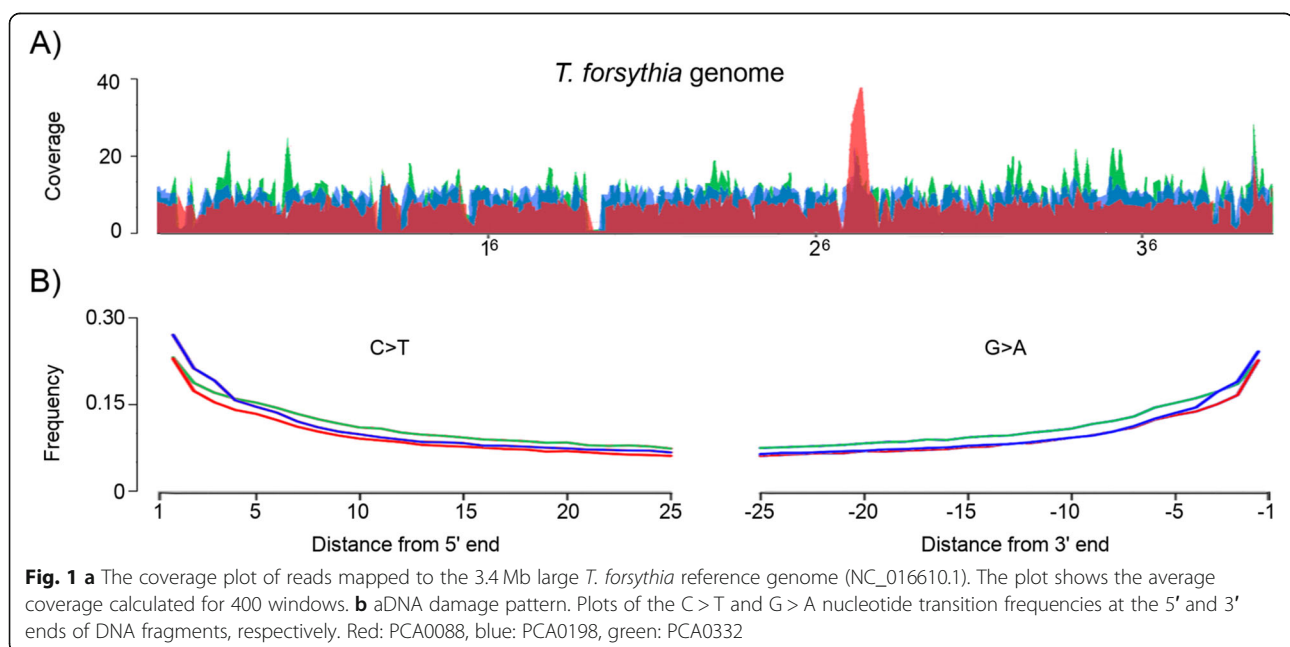 A)
T. forsythia genome
40
20
0
Coverage
1⁶
2⁶
3⁶
B)
0.30
0.15
0
Frequency
C>T
G>A
1
5
10
15
20
25
-25
-20
-15
-10
-5
-1
Distance from 5' end
Distance from 3' end
Fig. 1 a The coverage plot of reads mapped to the 3.4 Mb large T. forsythia reference genome (NC_016610.1). The plot shows the average
coverage calculated for 400 windows. b aDNA damage pattern. Plots of the C > T and G > A nucleotide transition frequencies at the 5′ and 3′
ends of DNA fragments, respectively. Red: PCA0088, blue: PCA0198, green: PCA0332